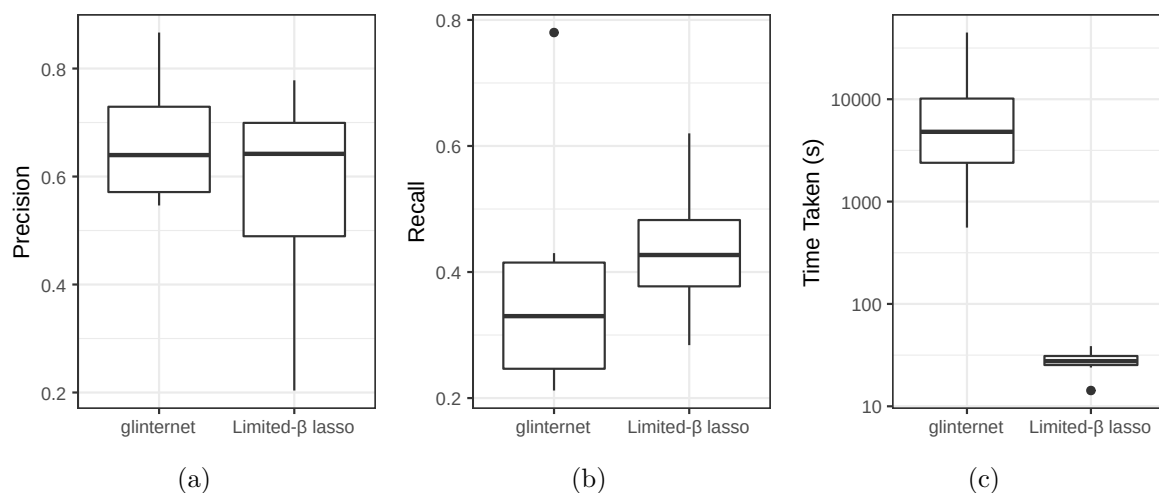 Precision
0.8
0.6
0.4
0.2
glinternet Limited-β lasso
(a)
Recall
0.8
0.6
0.4
0.2
glinternet Limited-β lasso
(b)
Time Taken (s)
10000
1000
100
10
glinternet Limited-β lasso
(c)